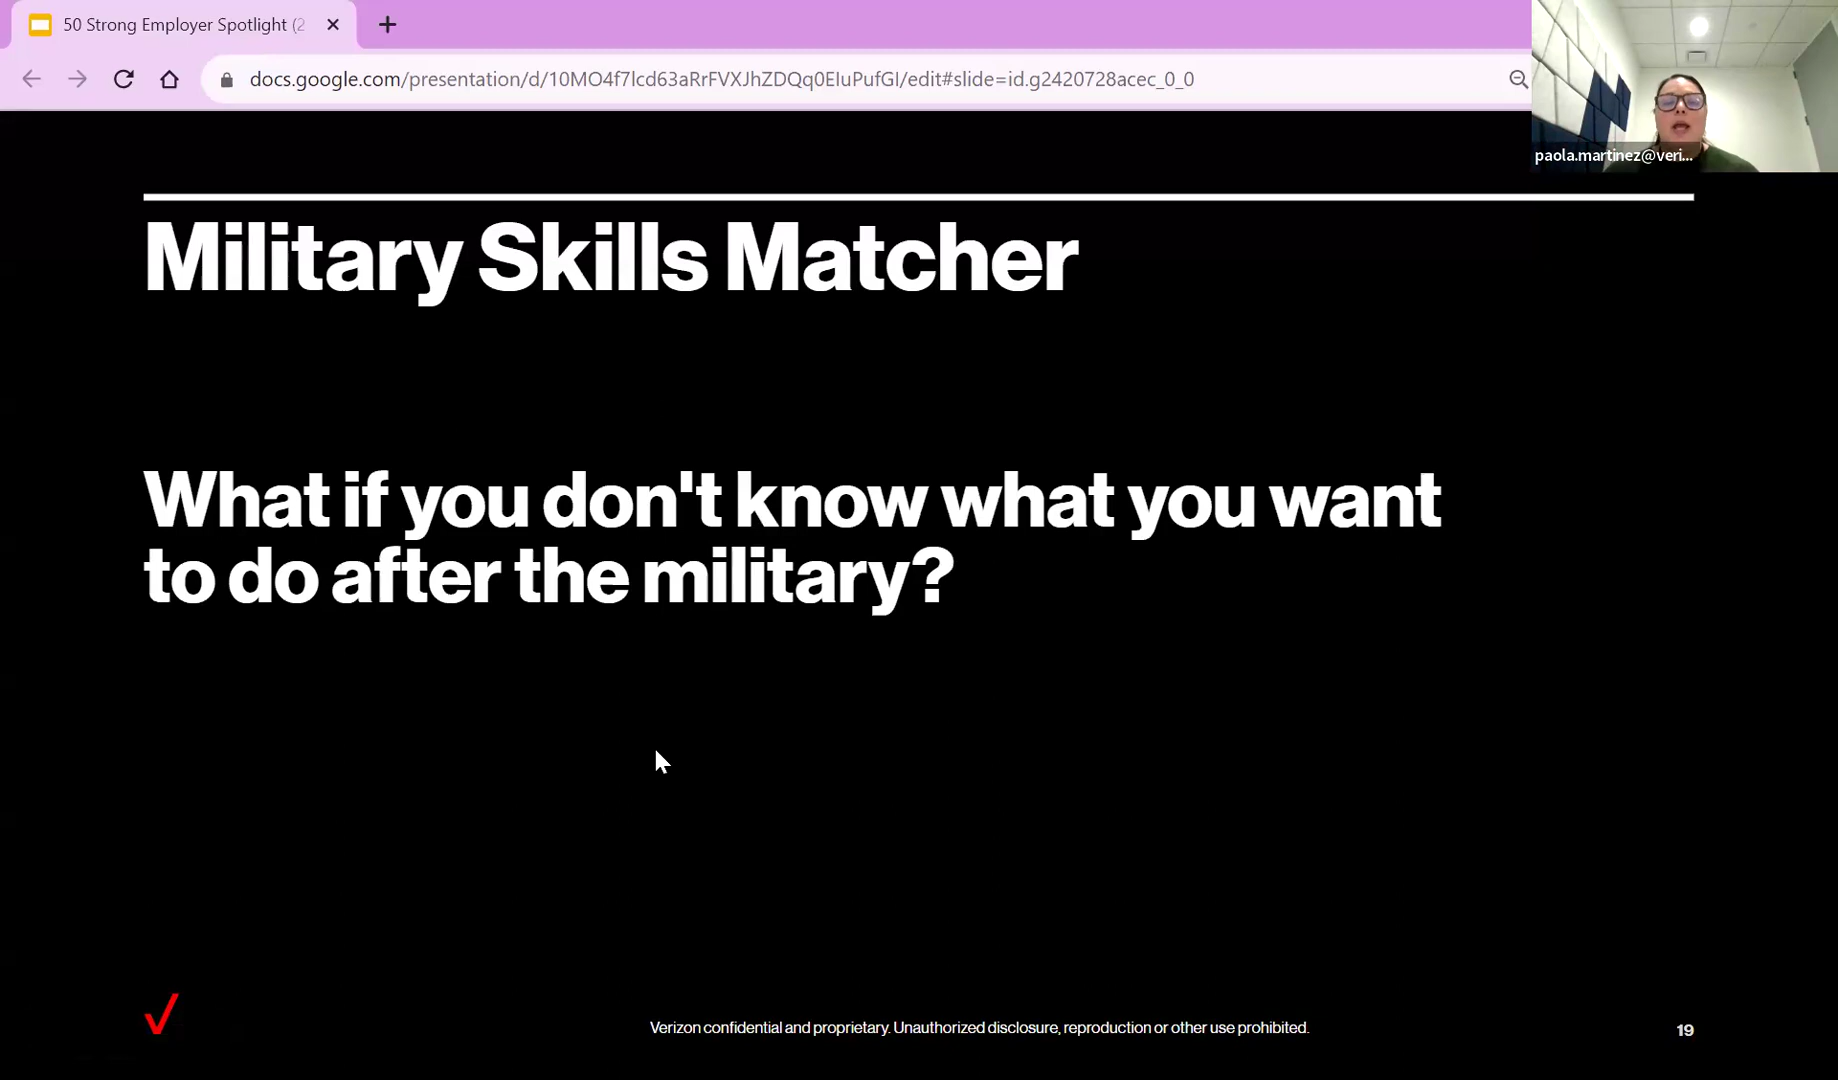 50 Strong Employer Spotlight (2
docs.google.com/presentation/d/10MO4f7lcd63aRrFVXJhZDQq0EIuPufGI/edit#slide=id.g2420728acec_0_0
paola.martinez@veri...
Military Skills Matcher
What if you don't know what you want
to do after the military?
Verizon confidential and proprietary. Unauthorized disclosure, reproduction or other use prohibited.
19